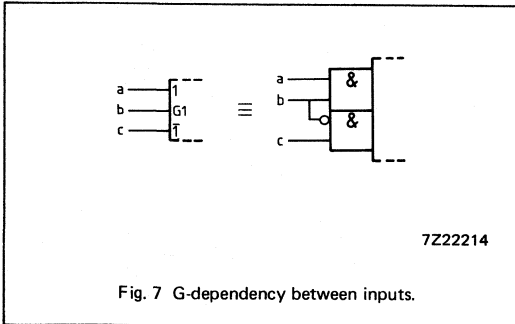 a 1 a &
b G1 ≡ b
c 1̅ c &
7Z22214
Fig. 7 G-dependency between inputs.